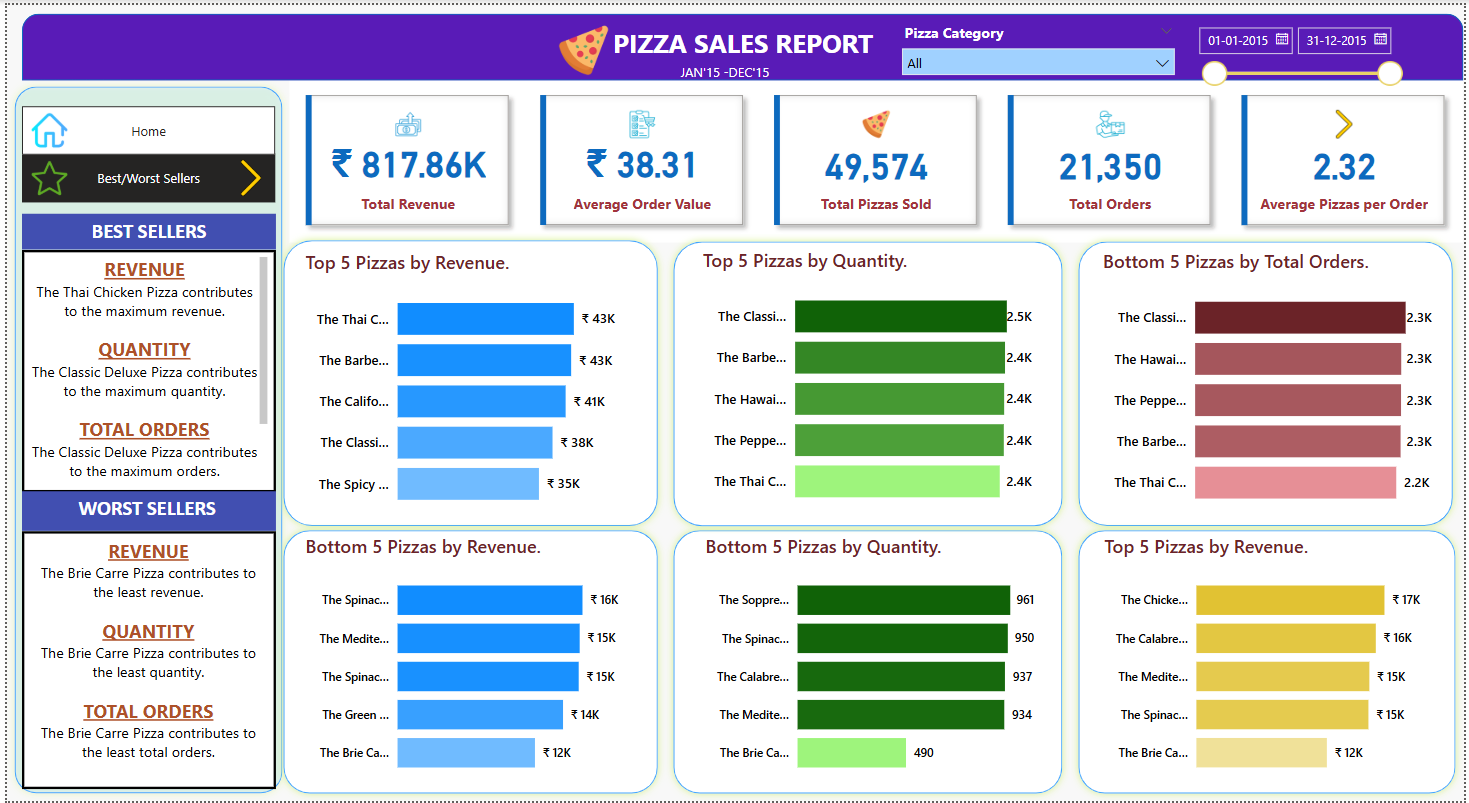 PIZZA SALES REPORT
JAN'15 -DEC'15
Pizza Category
All
01-01-2015
31-12-2015
Home
Best/Worst Sellers
BEST SELLERS
REVENUE
The Thai Chicken Pizza contributes
to the maximum revenue.
QUANTITY
The Classic Deluxe Pizza contributes
to the maximum quantity.
TOTAL ORDERS
The Classic Deluxe Pizza contributes
to the maximum orders.
WORST SELLERS
REVENUE
The Brie Carre Pizza contributes to
the least revenue.
QUANTITY
The Brie Carre Pizza contributes to
the least quantity.
TOTAL ORDERS
The Brie Carre Pizza contributes to
the least total orders.
₹ 817.86K
Total Revenue
₹ 38.31
Average Order Value
49,574
Total Pizzas Sold
21,350
Total Orders
2.32
Average Pizzas per Order
Top 5 Pizzas by Revenue.
The Thai C... ₹ 43K
The Barbe... ₹ 43K
The Califo... ₹ 41K
The Classi... ₹ 38K
The Spicy ... ₹ 35K
Top 5 Pizzas by Quantity.
The Classi... 2.5K
The Barbe... 2.4K
The Hawai... 2.4K
The Peppe... 2.4K
The Thai C... 2.4K
Bottom 5 Pizzas by Total Orders.
The Classi... 2.3K
The Hawai... 2.3K
The Peppe... 2.3K
The Barbe... 2.3K
The Thai C... 2.2K
Bottom 5 Pizzas by Revenue.
The Spinac... ₹ 16K
The Medite... ₹ 15K
The Spinac... ₹ 15K
The Green ... ₹ 14K
The Brie Ca... ₹ 12K
Bottom 5 Pizzas by Quantity.
The Soppre... 961
The Spinac... 950
The Calabre... 937
The Medite... 934
The Brie Ca... 490
Top 5 Pizzas by Revenue.
The Chicke... ₹ 17K
The Calabre... ₹ 16K
The Medite... ₹ 15K
The Spinac... ₹ 15K
The Brie Ca... ₹ 12K